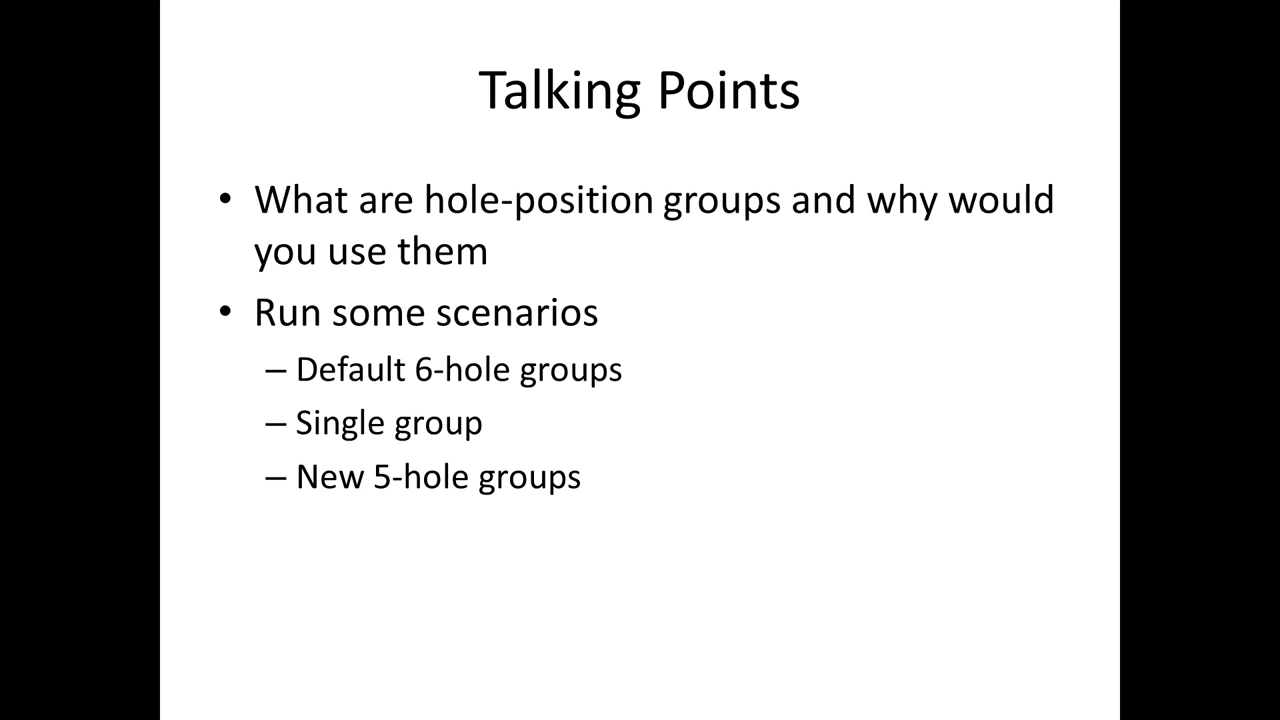 Talking Points
• What are hole-position groups and why would
you use them
• Run some scenarios
– Default 6-hole groups
– Single group
– New 5-hole groups